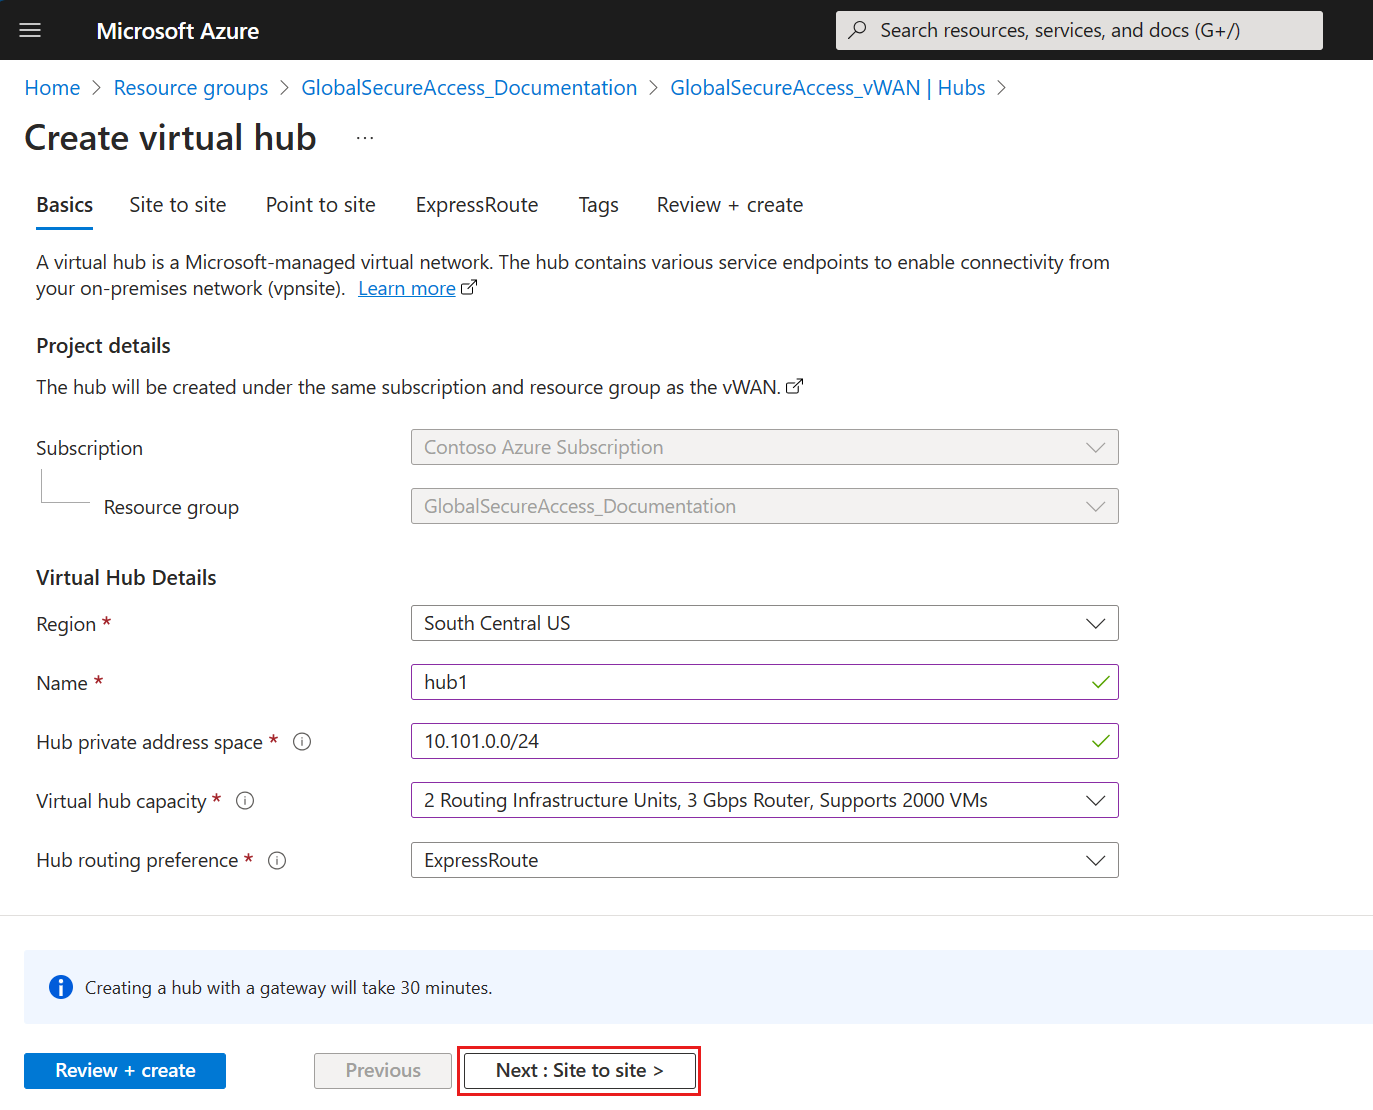 Microsoft Azure
Search resources, services, and docs (G+/)
Home > Resource groups > GlobalSecureAccess_Documentation > GlobalSecureAccess_vWAN | Hubs >
Create virtual hub ...
Basics Site to site Point to site ExpressRoute Tags Review + create
A virtual hub is a Microsoft-managed virtual network. The hub contains various service endpoints to enable connectivity from
your on-premises network (vpnsite). Learn more
Project details
The hub will be created under the same subscription and resource group as the vWAN.
Subscription Contoso Azure Subscription
Resource group GlobalSecureAccess_Documentation
Virtual Hub Details
Region * South Central US
Name * hub1
Hub private address space * 10.101.0.0/24
Virtual hub capacity * 2 Routing Infrastructure Units, 3 Gbps Router, Supports 2000 VMs
Hub routing preference * ExpressRoute
Creating a hub with a gateway will take 30 minutes.
Review + create Previous Next : Site to site >